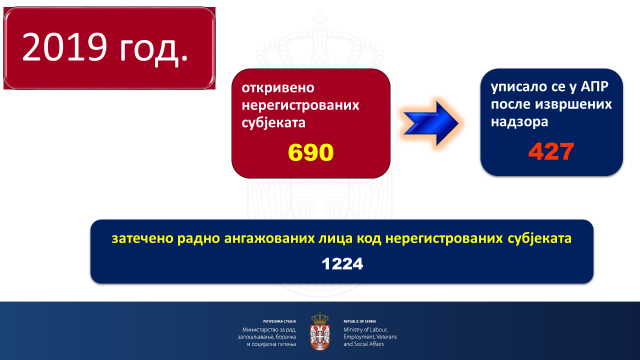 2019 год.
откривено
нерегистрованих
субјеката
690
уписало се у АПР
после извршених
надзора
427
затечено радно ангажованих лица код нерегистрованих субјеката
1224
РЕПУБЛИКА СРБИЈА
Министарство за рад,
запошљавање, борачка
и социјална питања
REPUBLIC OF SERBIA
Ministry of Labour,
Employment, Veterans
and Social Affairs